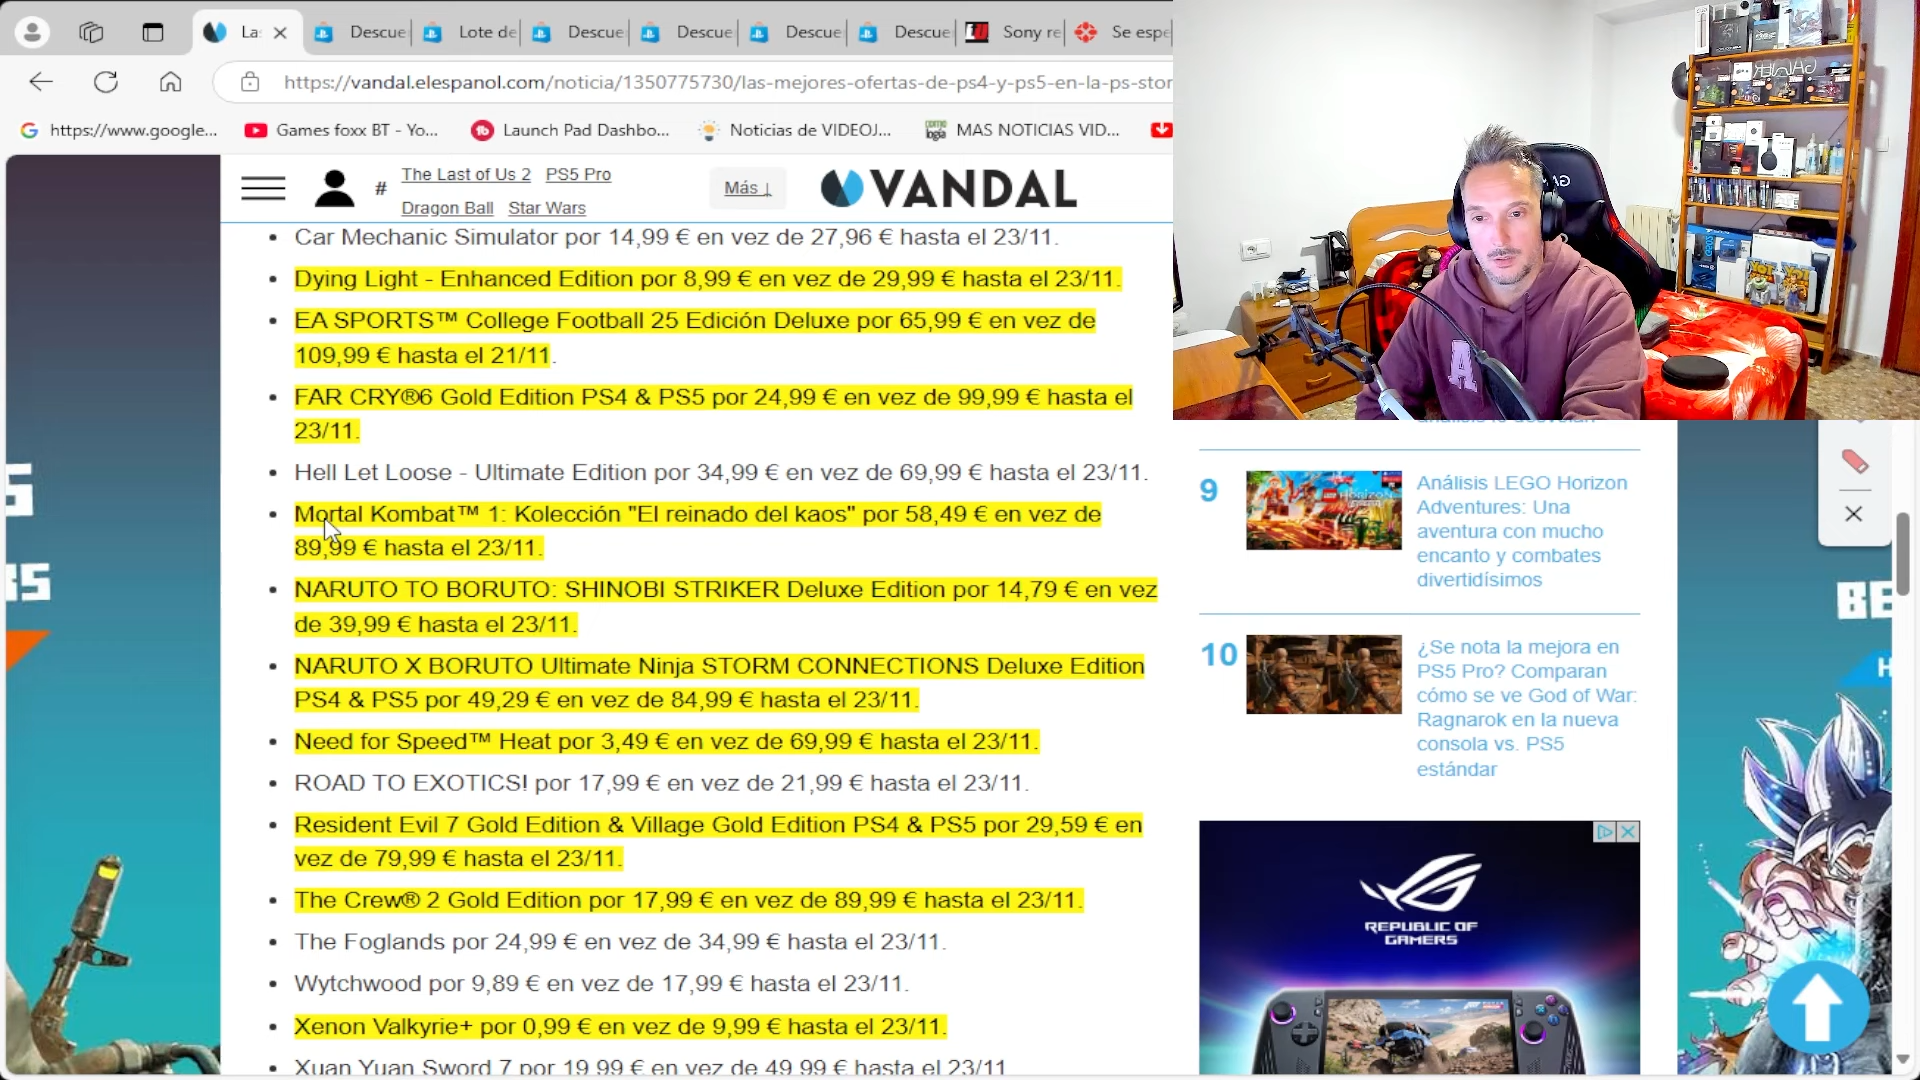 La
Descue
Lote de
Descue
Descue
Descue
Descue
Sony re
Se espe
https://vandal.elespanol.com/noticia/1350775730/las-mejores-ofertas-de-ps4-y-ps5-en-la-ps-stor
https://www.google...
Games foxx BT - Yo...
Launch Pad Dashbo...
Noticias de VIDEOJ...
MAS NOTICIAS VID...
# The Last of Us 2 PS5 Pro
Dragon Ball Star Wars
Más ↓
VANDAL
• Car Mechanic Simulator por 14,99 € en vez de 27,96 € hasta el 23/11.
• Dying Light - Enhanced Edition por 8,99 € en vez de 29,99 € hasta el 23/11.
• EA SPORTS™ College Football 25 Edición Deluxe por 65,99 € en vez de
109,99 € hasta el 21/11.
• FAR CRY®6 Gold Edition PS4 & PS5 por 24,99 € en vez de 99,99 € hasta el
23/11.
• Hell Let Loose - Ultimate Edition por 34,99 € en vez de 69,99 € hasta el 23/11.
• Mortal Kombat™ 1: Kolección "El reinado del kaos" por 58,49 € en vez de
89,99 € hasta el 23/11.
• NARUTO TO BORUTO: SHINOBI STRIKER Deluxe Edition por 14,79 € en vez
de 39,99 € hasta el 23/11.
• NARUTO X BORUTO Ultimate Ninja STORM CONNECTIONS Deluxe Edition
PS4 & PS5 por 49,29 € en vez de 84,99 € hasta el 23/11.
• Need for Speed™ Heat por 3,49 € en vez de 69,99 € hasta el 23/11.
• ROAD TO EXOTICS! por 17,99 € en vez de 21,99 € hasta el 23/11.
• Resident Evil 7 Gold Edition & Village Gold Edition PS4 & PS5 por 29,59 € en
vez de 79,99 € hasta el 23/11.
• The Crew® 2 Gold Edition por 17,99 € en vez de 89,99 € hasta el 23/11.
• The Foglands por 24,99 € en vez de 34,99 € hasta el 23/11.
• Wytchwood por 9,89 € en vez de 17,99 € hasta el 23/11.
• Xenon Valkyrie+ por 0,99 € en vez de 9,99 € hasta el 23/11.
• Xuan Yuan Sword 7 por 19,99 € en vez de 49,99 € hasta el 23/11
9
Análisis LEGO Horizon
Adventures: Una
aventura con mucho
encanto y combates
divertidísimos
10
¿Se nota la mejora en
PS5 Pro? Comparan
cómo se ve God of War:
Ragnarok en la nueva
consola vs. PS5
estándar
REPUBLIC OF
GAMERS
BE
A